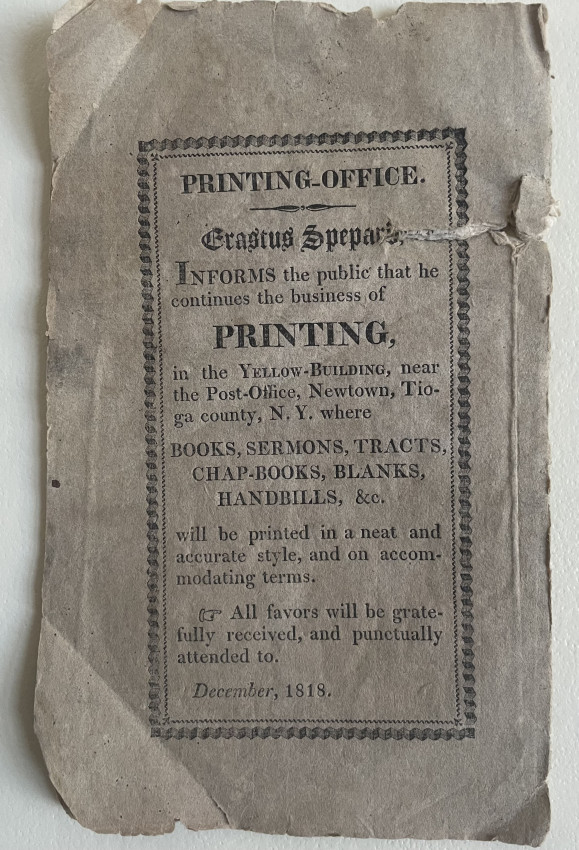 PRINTING-OFFICE.
Erastus Spepard,
INFORMS the public that he
continues the business of
PRINTING,
in the YELLOW-BUILDING, near
the Post-Office, Newtown, Tio-
ga county, N. Y. where
BOOKS, SERMONS, TRACTS,
CHAP-BOOKS, BLANKS,
HANDBILLS, &c.
will be printed in a neat and
accurate style, and on accom-
modating terms.
☞ All favors will be grate-
fully received, and punctually
attended to.
December, 1818.